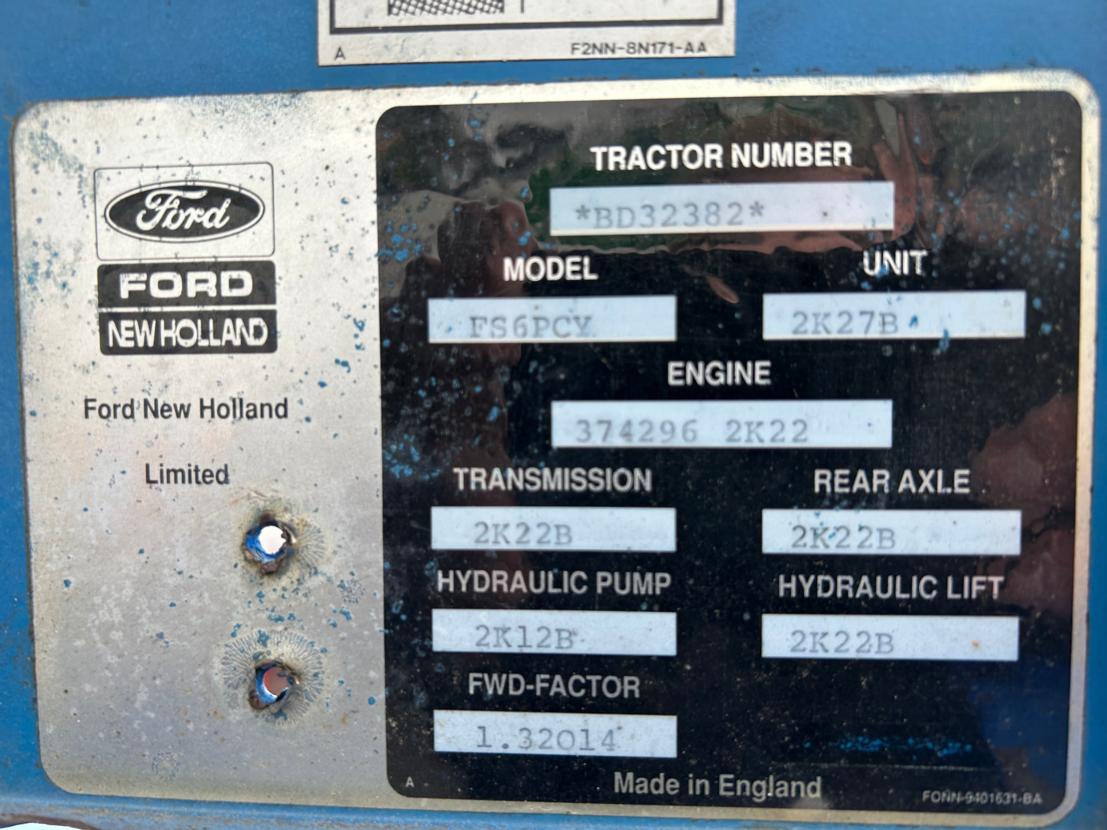 A F2NN-8N171-AA
Ford
FORD
NEW HOLLAND
Ford New Holland
Limited
TRACTOR NUMBER
*BD32382*
MODEL UNIT
FS6PCY 2K27B
ENGINE
374296 2K22
TRANSMISSION REAR AXLE
2K22B 2K22B
HYDRAULIC PUMP HYDRAULIC LIFT
2K12B 2K22B
FWD-FACTOR
1.32014
A Made in England FONN-9401631-BA